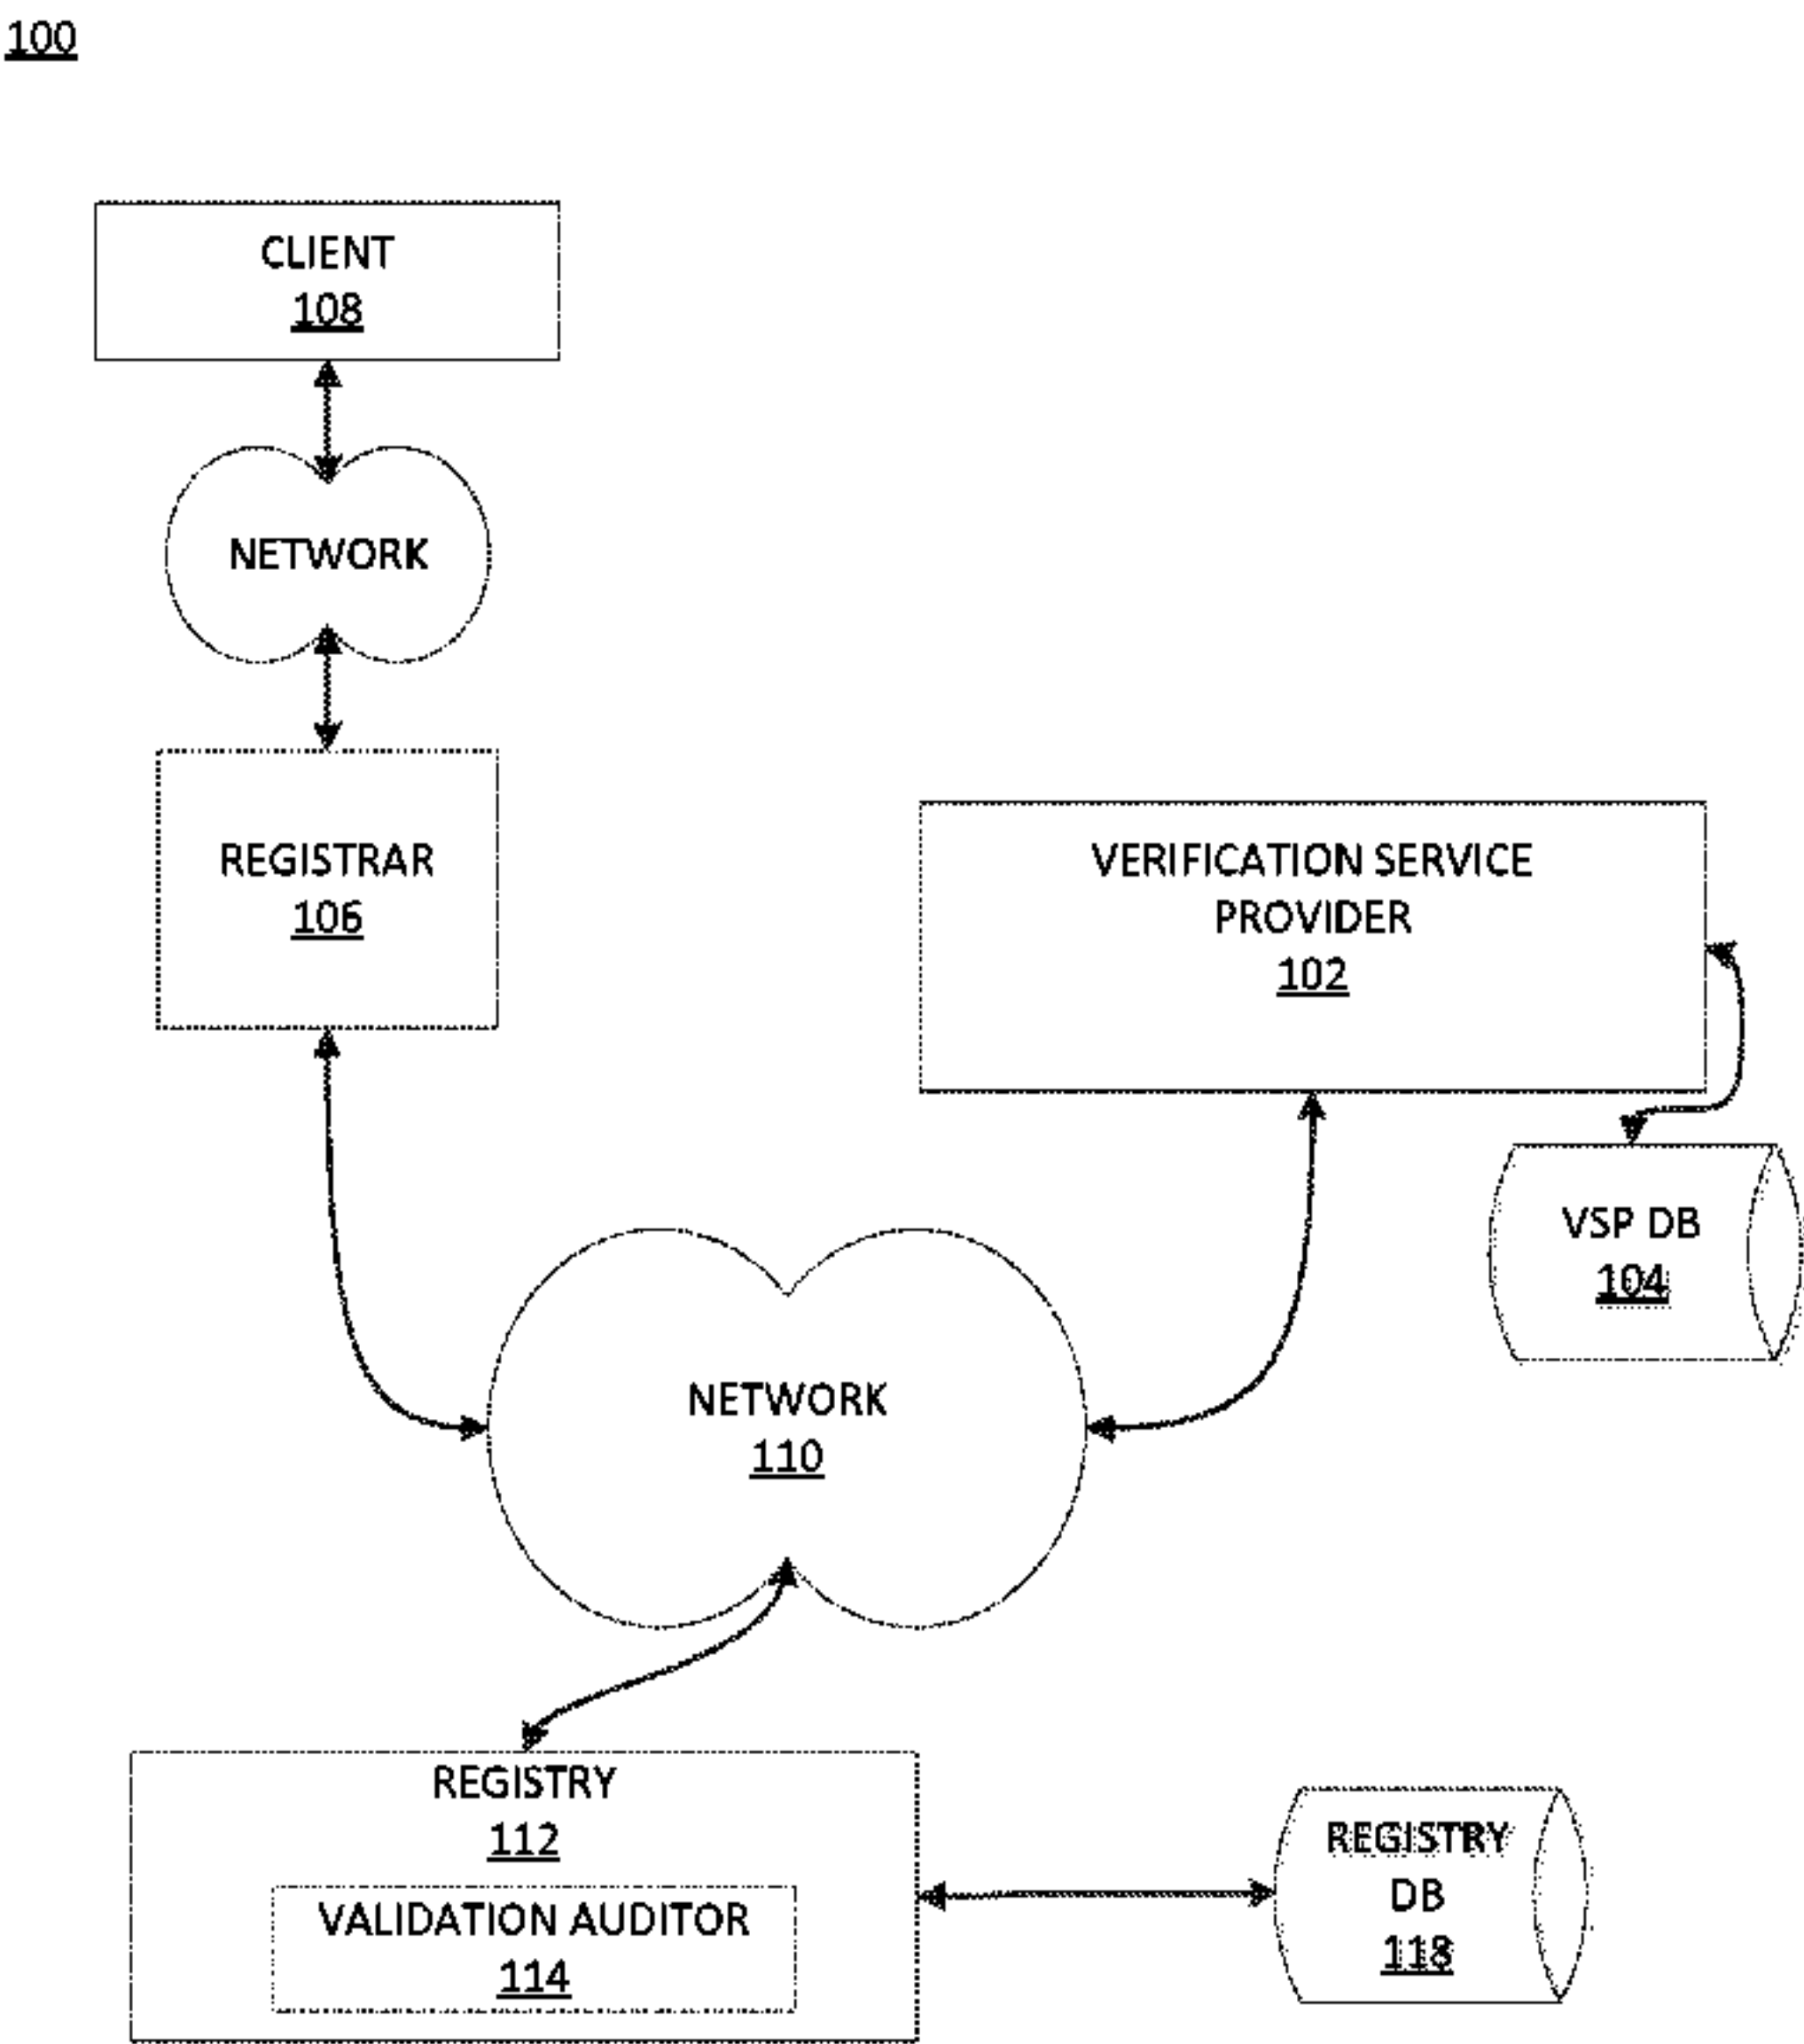 100
CLIENT
108
NETWORK
REGISTRAR
106
VERIFICATION SERVICE
PROVIDER
102
VSP DB
104
NETWORK
110
REGISTRY
112
VALIDATION AUDITOR
114
REGISTRY
DB
118